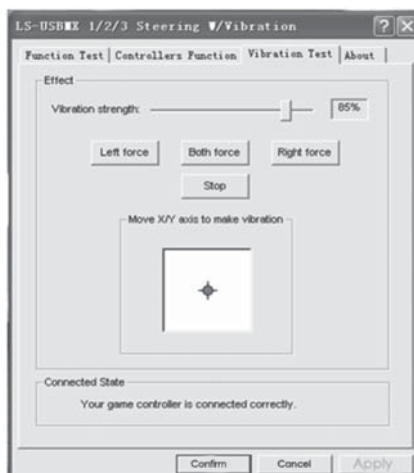 LS-USBMX 1/2/3 Steering W/Vibration
Function Test Controllers Function Vibration Test About
Effect
Vibration strength: 85%
Left force Both force Right force
Stop
Move X/Y axis to make vibration
Connected State
Your game controller is connected correctly.
Confirm Cancel Apply